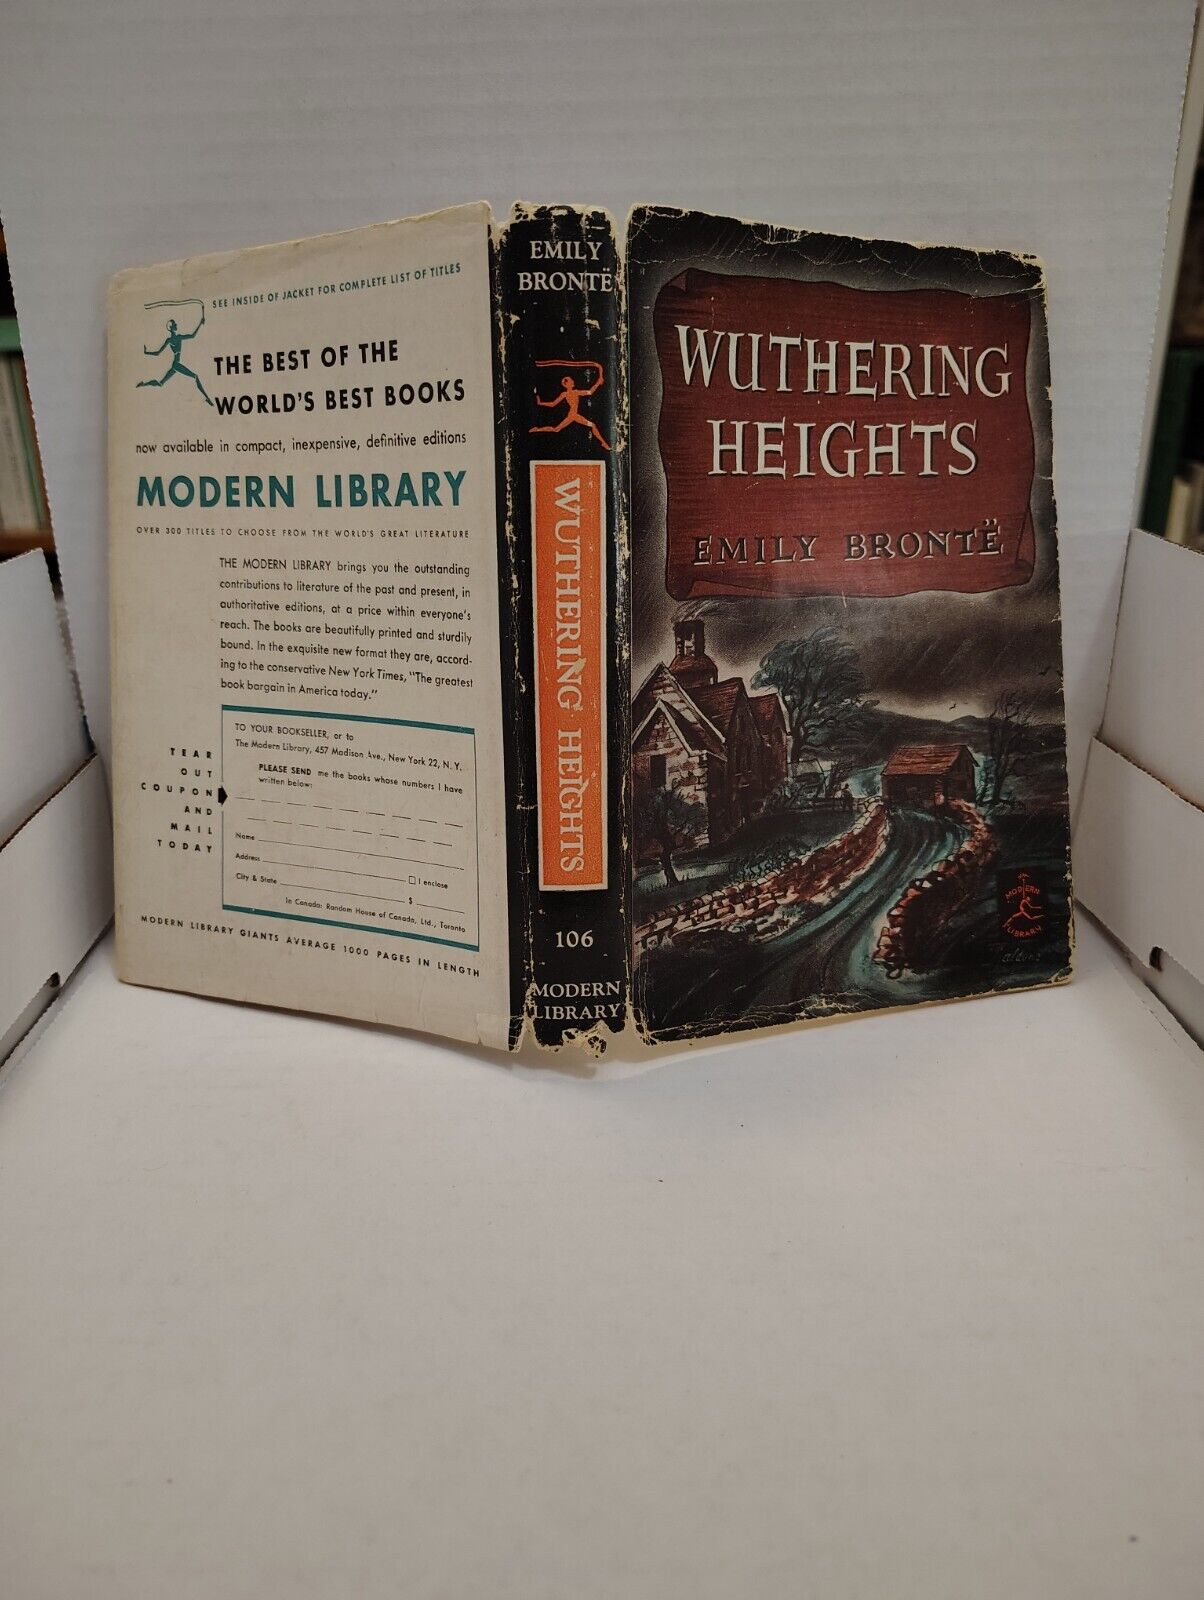 SEE INSIDE OF JACKET FOR COMPLETE LIST OF TITLES
THE BEST OF THE
WORLD'S BEST BOOKS
now available in compact, inexpensive, definitive editions
MODERN LIBRARY
OVER 300 TITLES TO CHOOSE FROM THE WORLD'S GREAT LITERATURE
THE MODERN LIBRARY brings you the outstanding
contributions to literature of the past and present, in
authoritative editions, at a price within everyone's
reach. The books are beautifully printed and sturdily
bound. In the exquisite new format they are, accord-
ing to the conservative New York Times, "The greatest
book bargain in America today."
TEAR
OUT
COUPON
AND
MAIL
TODAY
TO YOUR BOOKSELLER, or to
The Modern Library, 457 Madison Ave., New York 22, N. Y.
PLEASE SEND me the books whose numbers I have
written below:
Name
Address
City & State
I enclose
$
In Canada: Random House of Canada, Ltd., Toronto
MODERN LIBRARY GIANTS AVERAGE 1000 PAGES IN LENGTH
EMILY
BRONTË
WUTHERING HEIGHTS
106
MODERN
LIBRARY
WUTHERING
HEIGHTS
EMILY BRONTË
MODERN
LIBRARY